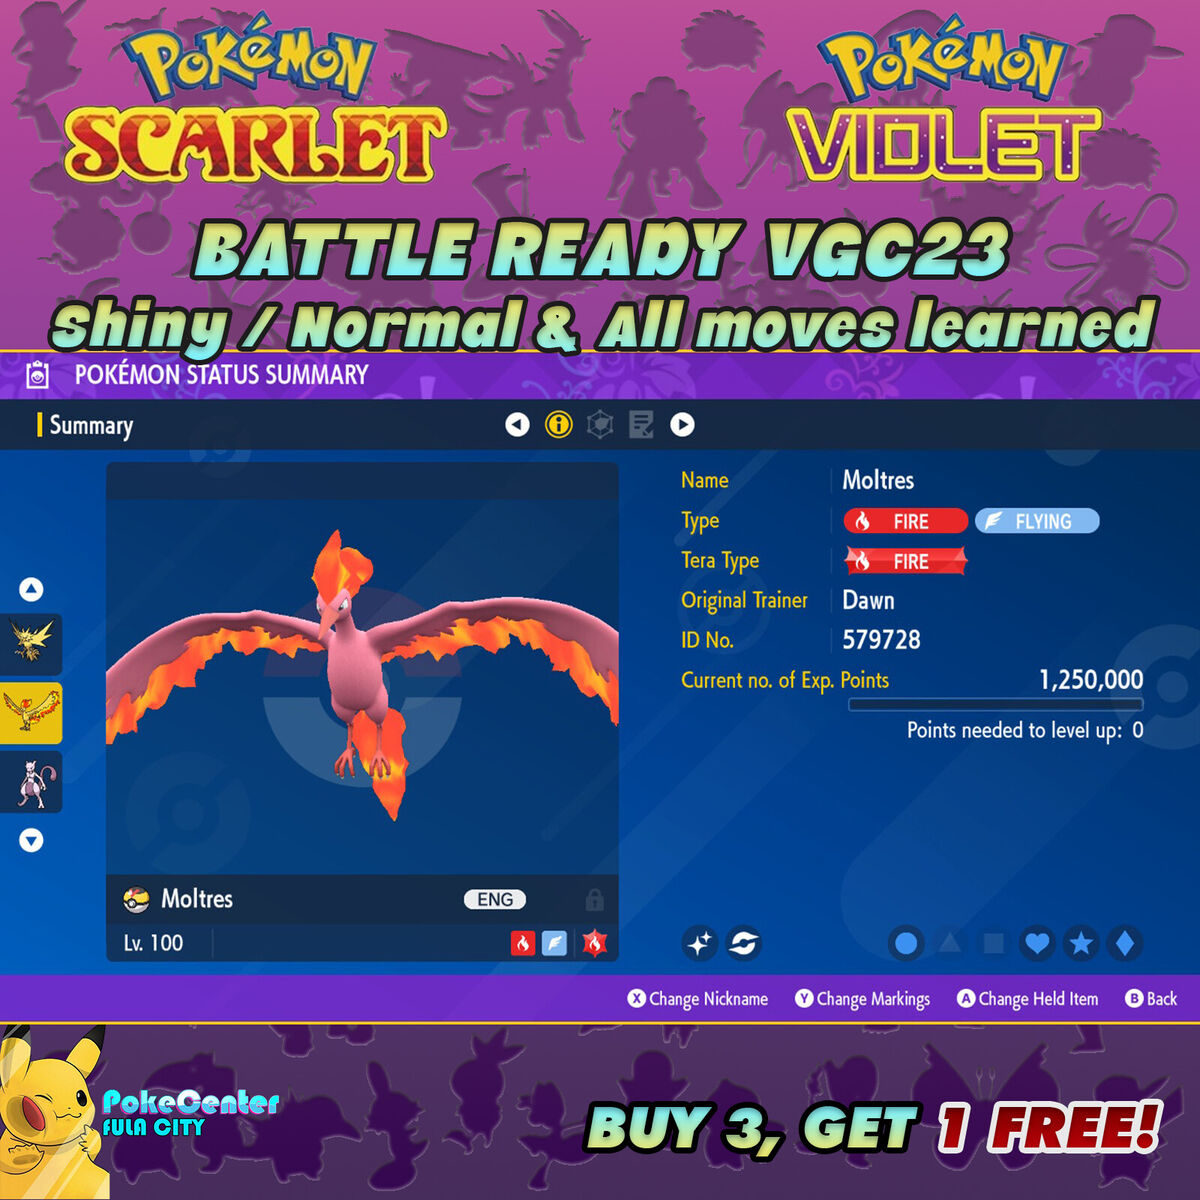 POKÉMON
SCARLET
POKÉMON
VIOLET
BATTLE READY VGC23
Shiny / Normal & All moves learned
POKÉMON STATUS SUMMARY
Summary
Name Moltres
Type FIRE FLYING
Tera Type FIRE
Original Trainer Dawn
ID No. 579728
Current no. of Exp. Points 1,250,000
Points needed to level up: 0
Moltres ENG
Lv. 100
X Change Nickname Y Change Markings A Change Held Item B Back
PokeCenter
FULA CITY
BUY 3, GET 1 FREE!